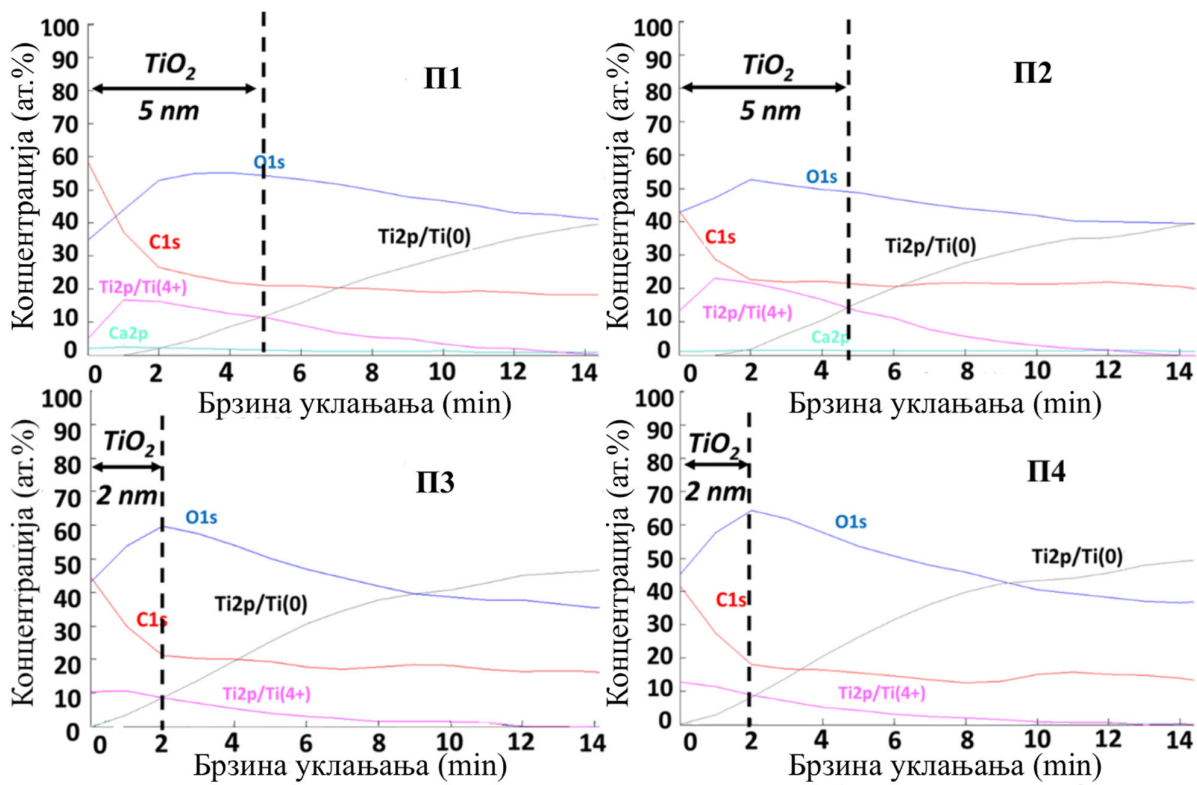 Концентрација (ат.%)
100
90
80
70
60
50
40
30
20
10
0
TiO2
5 nm
П1
O1s
C1s
Ti2p/Ti(0)
Ti2p/Ti(4+)
Ca2p
0 2 4 6 8 10 12 14
Брзина уклањања (min)
Концентрација (ат.%)
100
90
80
70
60
50
40
30
20
10
0
TiO2
5 nm
П2
O1s
C1s
Ti2p/Ti(0)
Ti2p/Ti(4+)
Ca2p
0 2 4 6 8 10 12 14
Брзина уклањања (min)
Концентрација (ат.%)
100
90
80
70
60
50
40
30
20
10
0
TiO2
2 nm
П3
O1s
Ti2p/Ti(0)
C1s
Ti2p/Ti(4+)
0 2 4 6 8 10 12 14
Брзина уклањања (min)
Концентрација (ат.%)
100
90
80
70
60
50
40
30
20
10
0
TiO2
2 nm
П4
O1s
Ti2p/Ti(0)
C1s
Ti2p/Ti(4+)
0 2 4 6 8 10 12 14
Брзина уклањања (min)